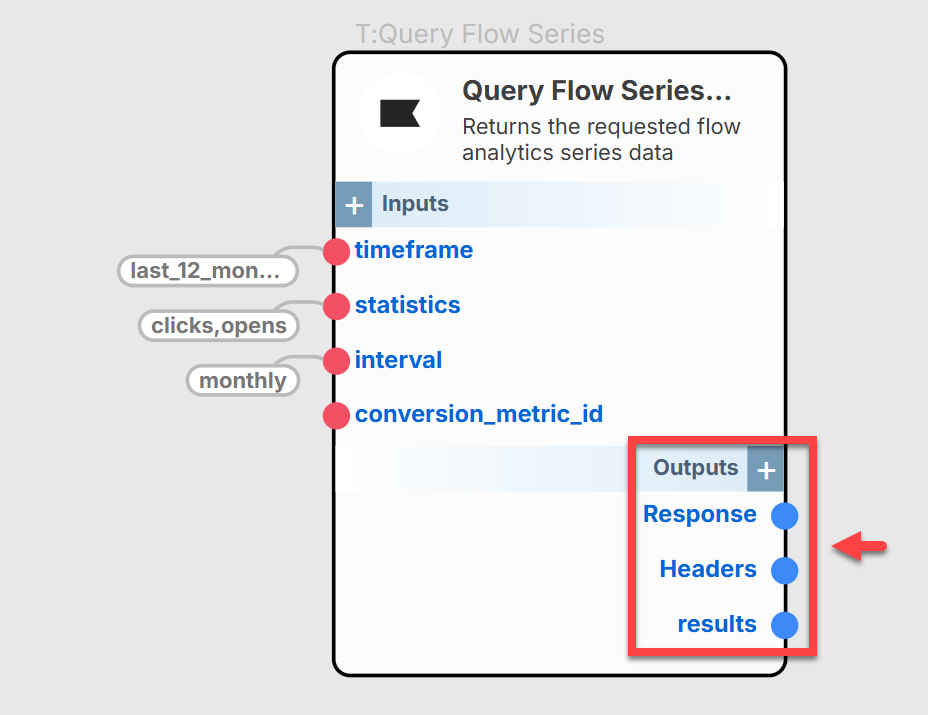 T:Query Flow Series
Query Flow Series...
Returns the requested flow
analytics series data
+ Inputs
timeframe
last_12_mon...
statistics
clicks,opens
interval
monthly
conversion_metric_id
Outputs +
Response
Headers
results